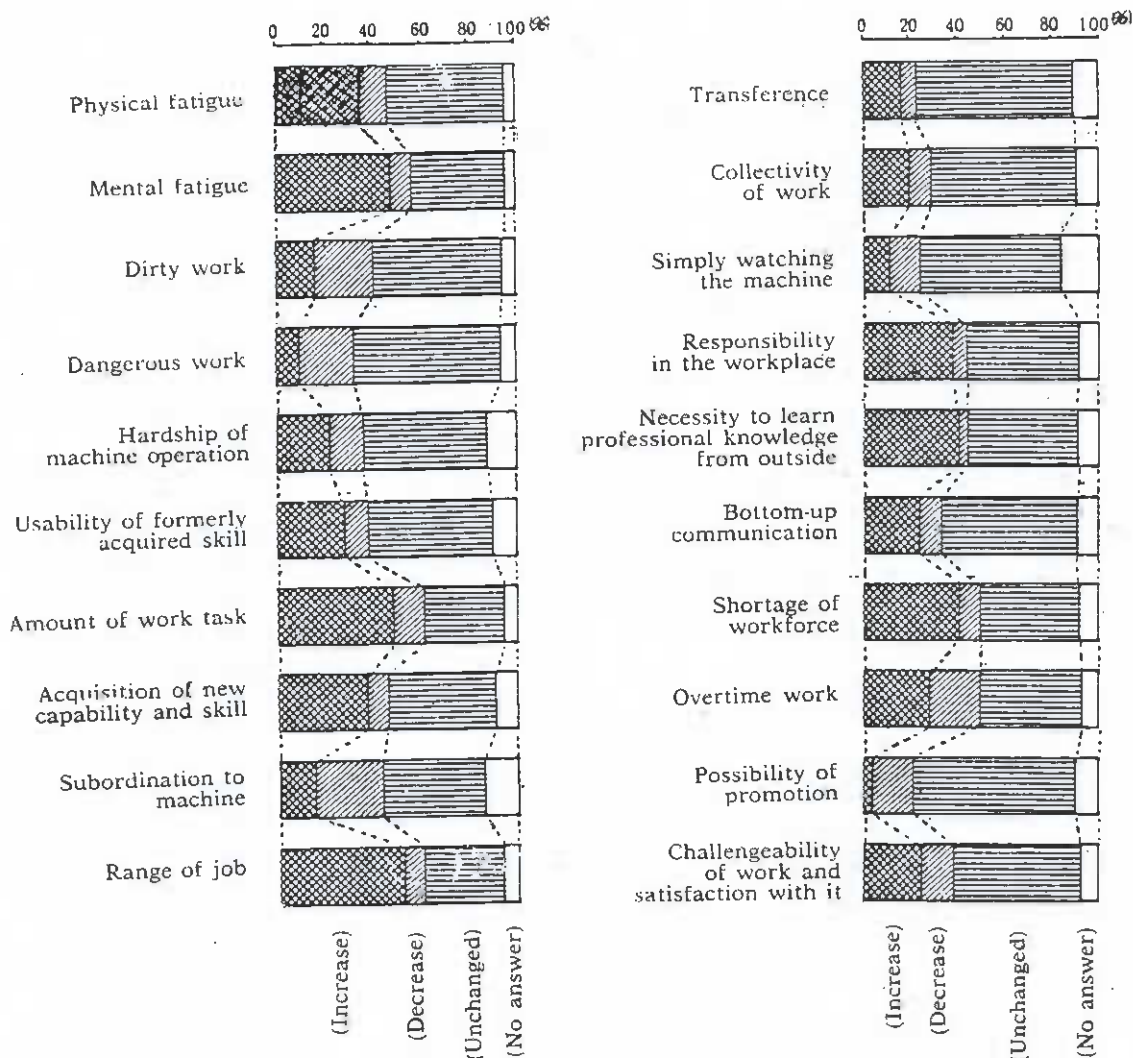 0 20 40 60 80 100 (%)
Physical fatigue
Mental fatigue
Dirty work
Dangerous work
Hardship of
machine operation
Usability of formerly
acquired skill
Amount of work task
Acquisition of new
capability and skill
Subordination to
machine
Range of job
(Increase)
(Decrease)
(Unchanged)
(No answer)
0 20 40 60 80 100 (%)
Transference
Collectivity
of work
Simply watching
the machine
Responsibility
in the workplace
Necessity to learn
professional knowledge
from outside
Bottom-up
communication
Shortage of
workforce
Overtime work
Possibility of
promotion
Challengeability
of work and
satisfaction with it
(Increase)
(Decrease)
(Unchanged)
(No answer)